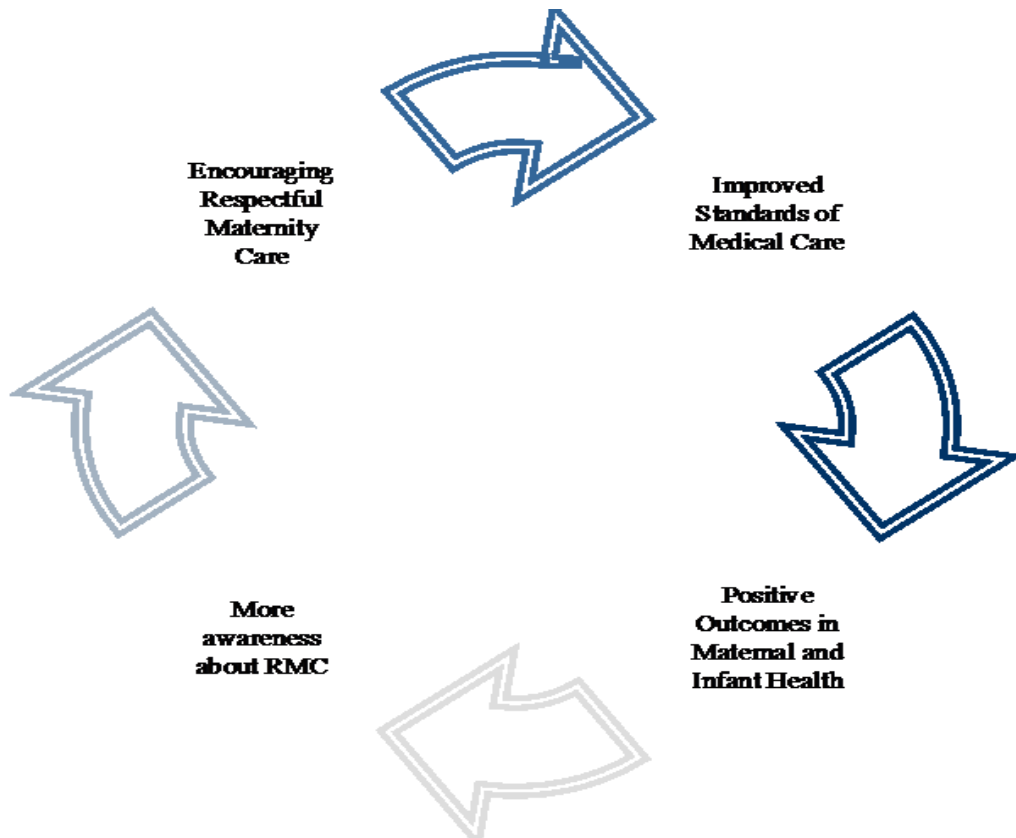 Encouraging
Respectful
Maternity
Care
Improved
Standards of
Medical Care
Positive
Outcomes in
Maternal and
Infant Health
More
awareness
about RMC